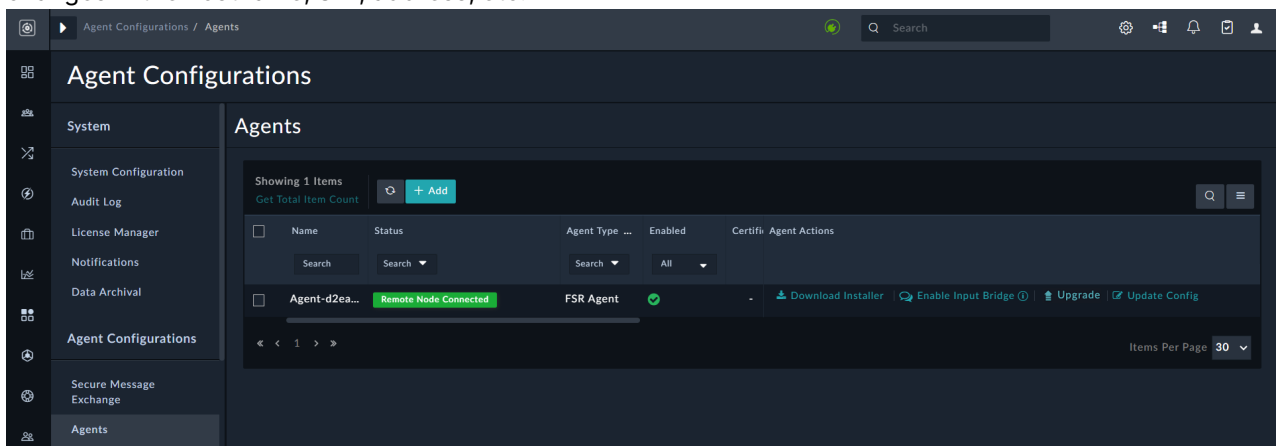 Agent Configurations / Agents
Search
Agent Configurations
System
System Configuration
Audit Log
License Manager
Notifications
Data Archival
Agent Configurations
Secure Message
Exchange
Agents
Agents
Showing 1 Items
Get Total Item Count
+ Add
Name Status Agent Type ... Enabled Certific Agent Actions
Search Search Search All
Agent-d2ea... Remote Node Connected FSR Agent - Download Installer | Enable Input Bridge | Upgrade | Update Config
« ‹ 1 › »
Items Per Page 30